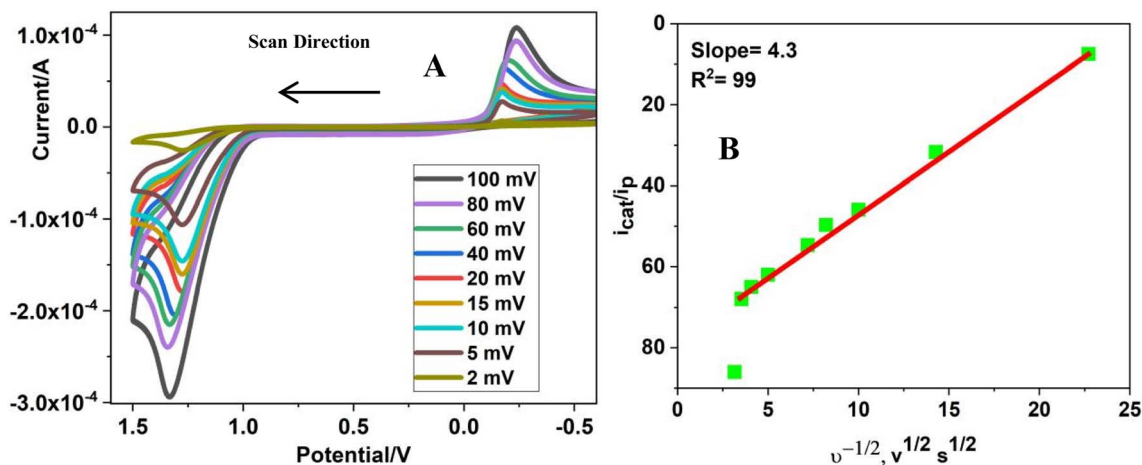 1.0x10⁻⁴
0.0
-1.0x10⁻⁴
-2.0x10⁻⁴
-3.0x10⁻⁴
Current/A
Scan Direction
A
100 mV
80 mV
60 mV
40 mV
20 mV
15 mV
10 mV
5 mV
2 mV
1.5 1.0 0.5 0.0 -0.5
Potential/V
0
20
40
60
80
i_cat/i_p
Slope= 4.3
R²= 99
B
0 5 10 15 20 25
υ⁻¹/², v¹/² s¹/²